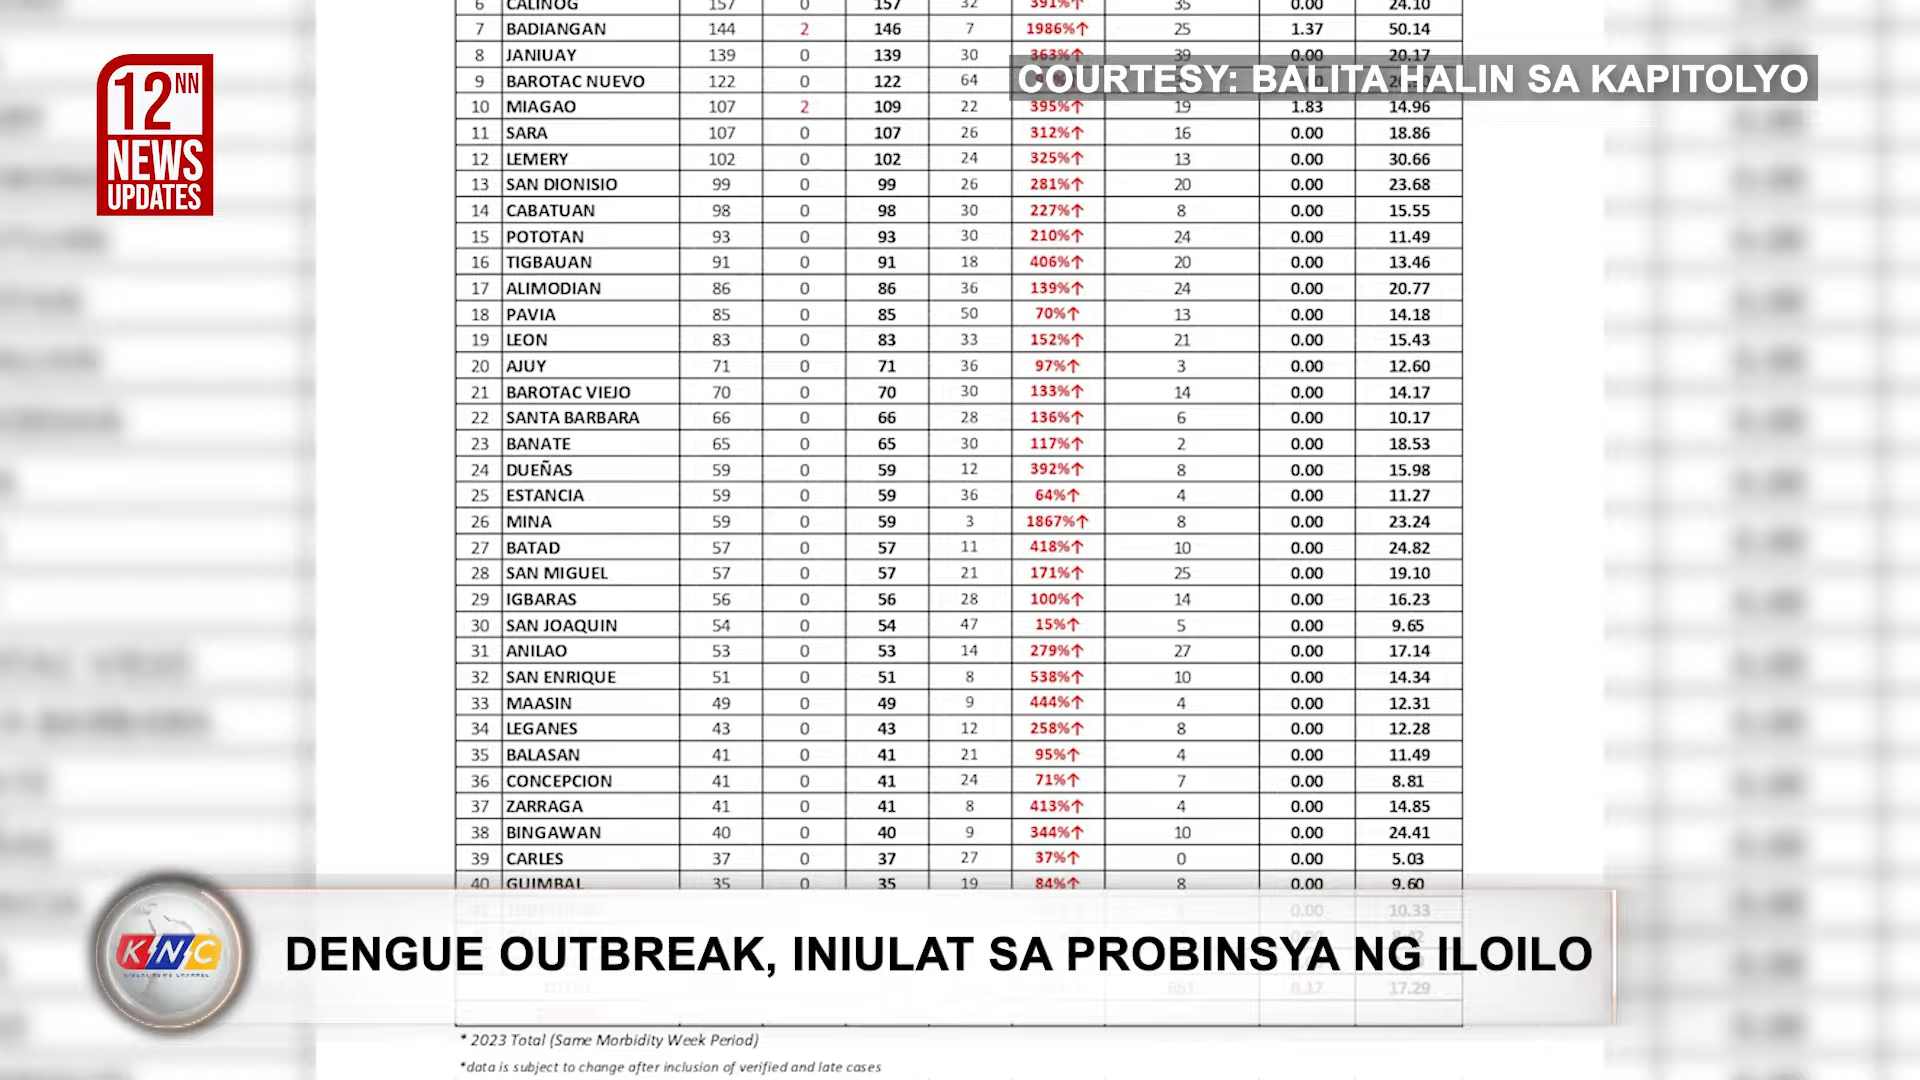 6 CALINOG 157 0 157 32 391%↑ 35 0.00 24.10
7 BADIANGAN 144 2 146 7 1986%↑ 25 1.37 50.14
8 JANIUAY 139 0 139 30 363%↑ 39 0.00 20.17
9 BAROTAC NUEVO 122 0 122 64
COURTESY: BALITA HALIN SA KAPITOLYO
10 MIAGAO 107 2 109 22 395%↑ 19 1.83 14.96
11 SARA 107 0 107 26 312%↑ 16 0.00 18.86
12 LEMERY 102 0 102 24 325%↑ 13 0.00 30.66
13 SAN DIONISIO 99 0 99 26 281%↑ 20 0.00 23.68
14 CABATUAN 98 0 98 30 227%↑ 8 0.00 15.55
15 POTOTAN 93 0 93 30 210%↑ 24 0.00 11.49
16 TIGBAUAN 91 0 91 18 406%↑ 20 0.00 13.46
17 ALIMODIAN 86 0 86 36 139%↑ 24 0.00 20.77
18 PAVIA 85 0 85 50 70%↑ 13 0.00 14.18
19 LEON 83 0 83 33 152%↑ 21 0.00 15.43
20 AJUY 71 0 71 36 97%↑ 3 0.00 12.60
21 BAROTAC VIEJO 70 0 70 30 133%↑ 14 0.00 14.17
22 SANTA BARBARA 66 0 66 28 136%↑ 6 0.00 10.17
23 BANATE 65 0 65 30 117%↑ 2 0.00 18.53
24 DUEÑAS 59 0 59 12 392%↑ 8 0.00 15.98
25 ESTANCIA 59 0 59 36 64%↑ 4 0.00 11.27
26 MINA 59 0 59 3 1867%↑ 8 0.00 23.24
27 BATAD 57 0 57 11 418%↑ 10 0.00 24.82
28 SAN MIGUEL 57 0 57 21 171%↑ 25 0.00 19.10
29 IGBARAS 56 0 56 28 100%↑ 14 0.00 16.23
30 SAN JOAQUIN 54 0 54 47 15%↑ 5 0.00 9.65
31 ANILAO 53 0 53 14 279%↑ 27 0.00 17.14
32 SAN ENRIQUE 51 0 51 8 538%↑ 10 0.00 14.34
33 MAASIN 49 0 49 9 444%↑ 4 0.00 12.31
34 LEGANES 43 0 43 12 258%↑ 8 0.00 12.28
35 BALASAN 41 0 41 21 95%↑ 4 0.00 11.49
36 CONCEPCION 41 0 41 24 71%↑ 7 0.00 8.81
37 ZARRAGA 41 0 41 8 413%↑ 4 0.00 14.85
38 BINGAWAN 40 0 40 9 344%↑ 10 0.00 24.41
39 CARLES 37 0 37 27 37%↑ 0 0.00 5.03
40 GUIMBAL 35 0 35 19 84%↑ 8 0.00 9.60
0.00 10.33
0.17 17.29
* 2023 Total (Same Morbidity Week Period)
*data is subject to change after inclusion of verified and late cases
12NN
NEWS
UPDATES
KNC
DENGUE OUTBREAK, INIULAT SA PROBINSYA NG ILOILO